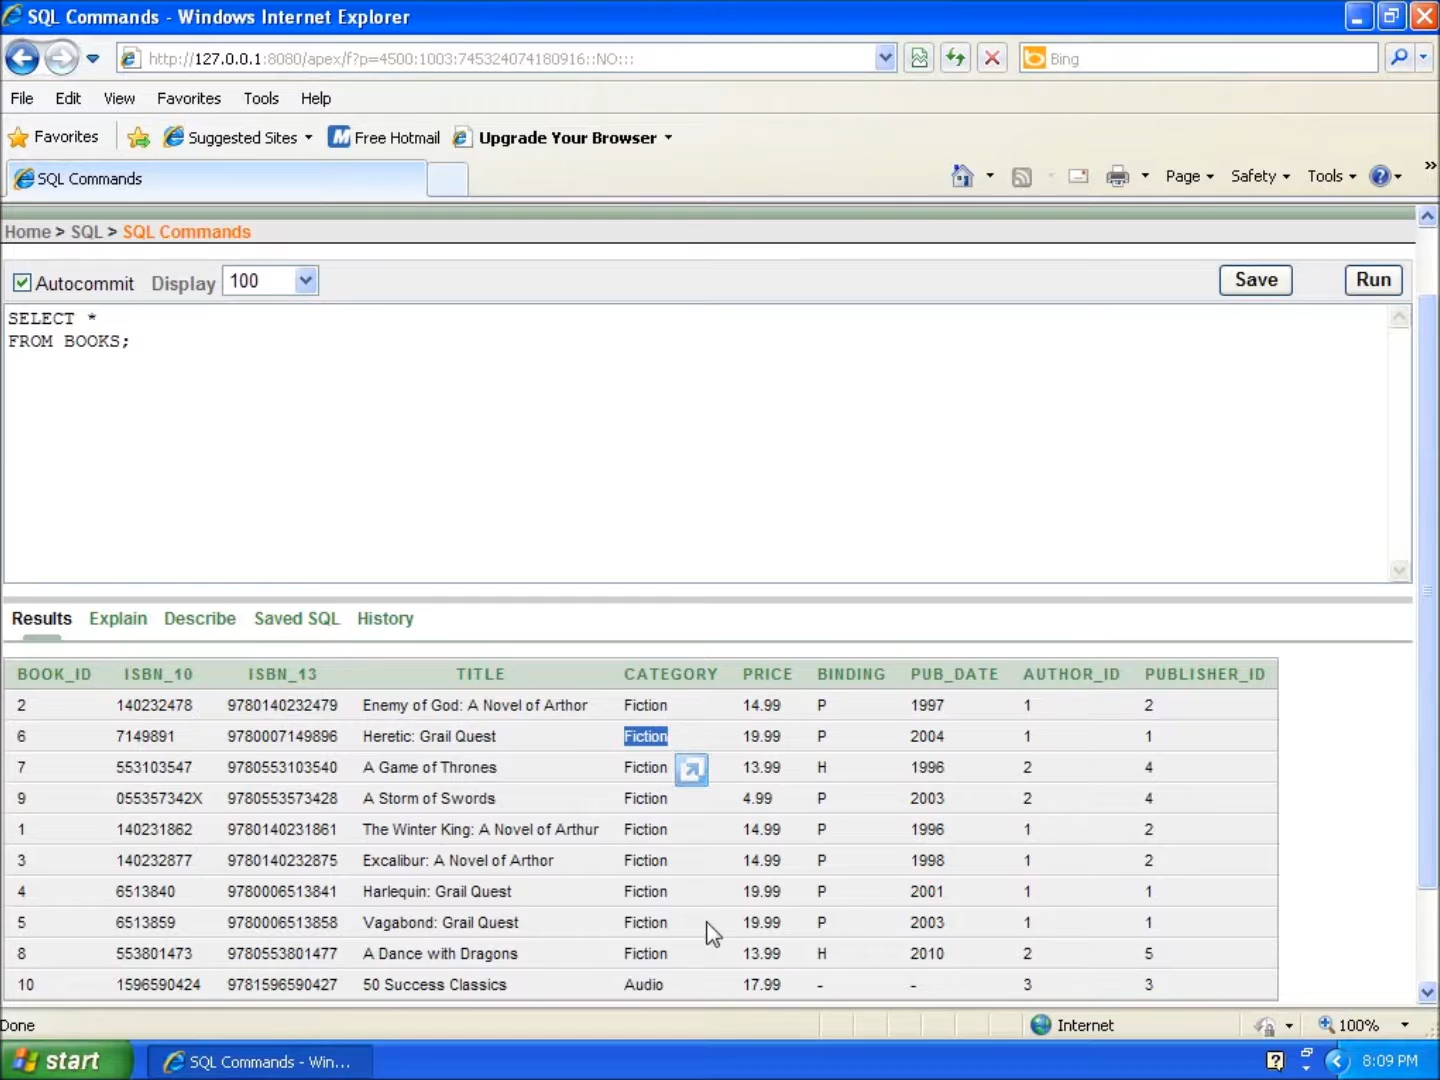 SQL Commands - Windows Internet Explorer
http://127.0.0.1:8080/apex/f?p=4500:1003:745324074180916::NO:::
Bing
File Edit View Favorites Tools Help
Favorites Suggested Sites Free Hotmail Upgrade Your Browser
SQL Commands Page Safety Tools
Home > SQL > SQL Commands
Autocommit Display 100 Save Run
SELECT *
FROM BOOKS;
Results Explain Describe Saved SQL History
BOOK_ID ISBN_10 ISBN_13 TITLE CATEGORY PRICE BINDING PUB_DATE AUTHOR_ID PUBLISHER_ID
2 140232478 9780140232479 Enemy of God: A Novel of Arthor Fiction 14.99 P 1997 1 2
6 7149891 9780007149896 Heretic: Grail Quest Fiction 19.99 P 2004 1 1
7 553103547 9780553103540 A Game of Thrones Fiction 13.99 H 1996 2 4
9 055357342X 9780553573428 A Storm of Swords Fiction 4.99 P 2003 2 4
1 140231862 9780140231861 The Winter King: A Novel of Arthur Fiction 14.99 P 1996 1 2
3 140232877 9780140232875 Excalibur: A Novel of Arthor Fiction 14.99 P 1998 1 2
4 6513840 9780006513841 Harlequin: Grail Quest Fiction 19.99 P 2001 1 1
5 6513859 9780006513858 Vagabond: Grail Quest Fiction 19.99 P 2003 1 1
8 553801473 9780553801477 A Dance with Dragons Fiction 13.99 H 2010 2 5
10 1596590424 9781596590427 50 Success Classics Audio 17.99 - - 3 3
Done Internet 100%
start SQL Commands - Win... 8:09 PM